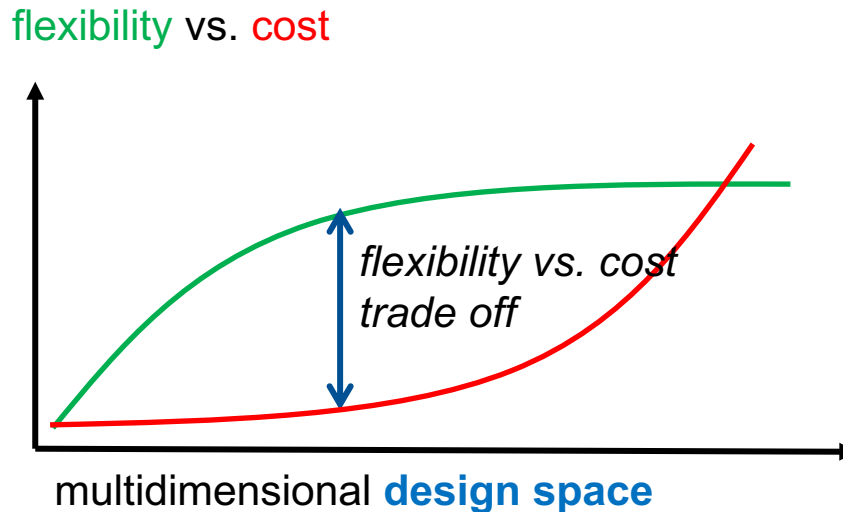 flexibility vs. cost
flexibility vs. cost
trade off
multidimensional design space